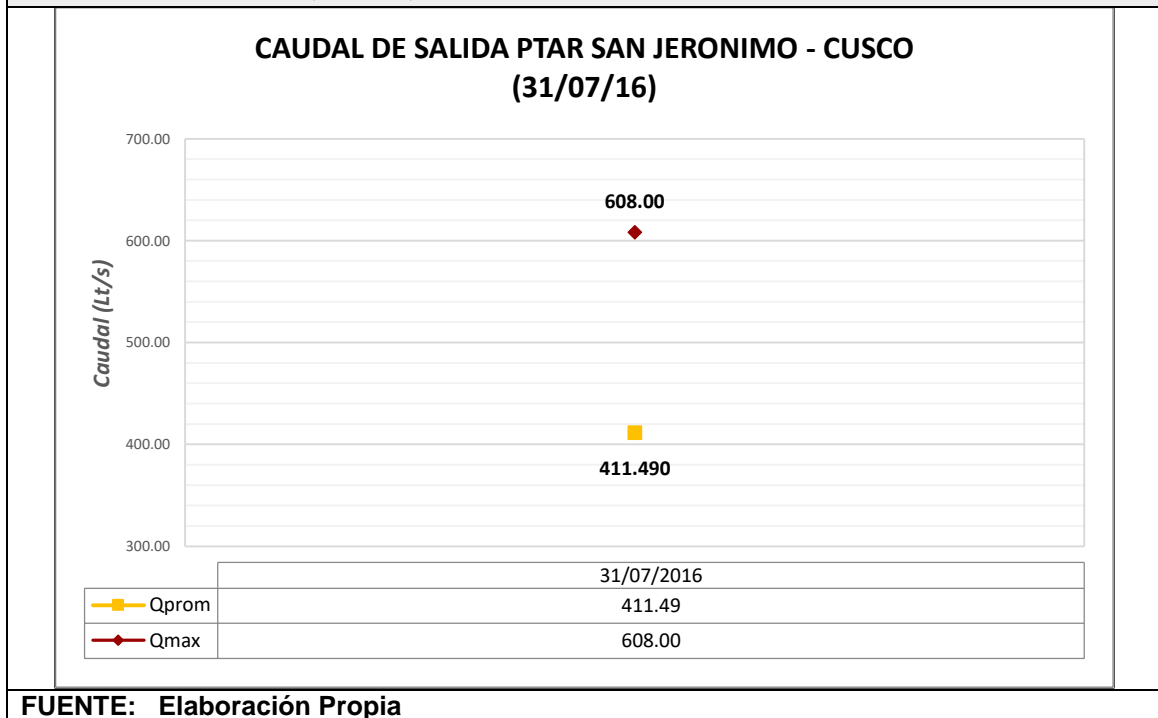 CAUDAL DE SALIDA PTAR SAN JERONIMO - CUSCO
(31/07/16)
700.00
608.00
600.00
Caudal (Lt/s)
500.00
400.00
411.490
300.00
31/07/2016
Qprom 411.49
Qmax 608.00
FUENTE: Elaboración Propia